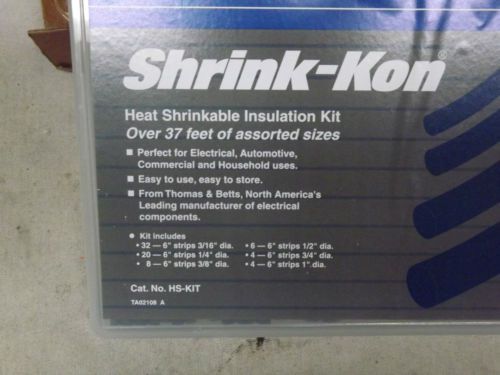 Shrink-Kon®
Heat Shrinkable Insulation Kit
Over 37 feet of assorted sizes
■ Perfect for Electrical, Automotive,
Commercial and Household uses.
■ Easy to use, easy to store.
■ From Thomas & Betts, North America's
Leading manufacturer of electrical
components.
● Kit includes
• 32 — 6" strips 3/16" dia. • 6 — 6" strips 1/2" dia.
• 20 — 6" strips 1/4" dia. • 4 — 6" strips 3/4" dia.
• 8 — 6" strips 3/8" dia. • 4 — 6" strips 1" dia.
Cat. No. HS-KIT
TA02108 A